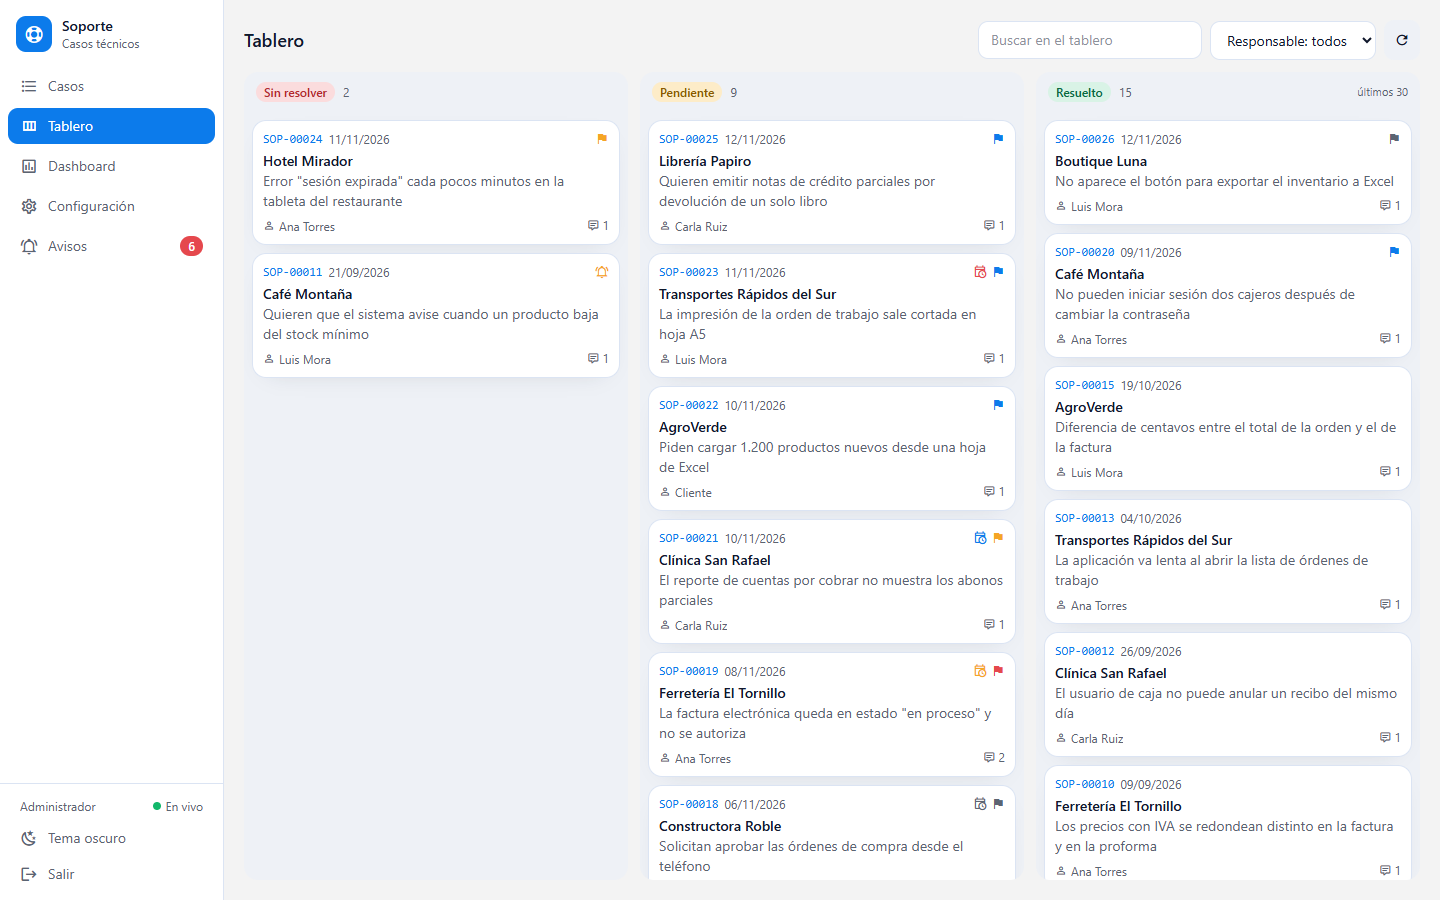 Soporte
Casos técnicos
Casos
Tablero
Dashboard
Configuración
Avisos 6
Administrador En vivo
Tema oscuro
Salir
Tablero
Buscar en el tablero
Responsable: todos
Sin resolver 2
SOP-00024 11/11/2026
Hotel Mirador
Error "sesión expirada" cada pocos minutos en la
tableta del restaurante
Ana Torres 1
SOP-00011 21/09/2026
Café Montaña
Quieren que el sistema avise cuando un producto baja
del stock mínimo
Luis Mora 1
Pendiente 9
SOP-00025 12/11/2026
Librería Papiro
Quieren emitir notas de crédito parciales por
devolución de un solo libro
Carla Ruiz 1
SOP-00023 11/11/2026
Transportes Rápidos del Sur
La impresión de la orden de trabajo sale cortada en
hoja A5
Luis Mora 1
SOP-00022 10/11/2026
AgroVerde
Piden cargar 1.200 productos nuevos desde una hoja
de Excel
Cliente 1
SOP-00021 10/11/2026
Clínica San Rafael
El reporte de cuentas por cobrar no muestra los abonos
parciales
Carla Ruiz 1
SOP-00019 08/11/2026
Ferretería El Tornillo
La factura electrónica queda en estado "en proceso" y
no se autoriza
Ana Torres 2
SOP-00018 06/11/2026
Constructora Roble
Solicitan aprobar las órdenes de compra desde el
teléfono
Resuelto 15 últimos 30
SOP-00026 12/11/2026
Boutique Luna
No aparece el botón para exportar el inventario a Excel
Luis Mora 1
SOP-00020 09/11/2026
Café Montaña
No pueden iniciar sesión dos cajeros después de
cambiar la contraseña
Ana Torres 1
SOP-00015 19/10/2026
AgroVerde
Diferencia de centavos entre el total de la orden y el de
la factura
Luis Mora 1
SOP-00013 04/10/2026
Transportes Rápidos del Sur
La aplicación va lenta al abrir la lista de órdenes de
trabajo
Ana Torres 1
SOP-00012 26/09/2026
Clínica San Rafael
El usuario de caja no puede anular un recibo del mismo
día
Carla Ruiz 1
SOP-00010 09/09/2026
Ferretería El Tornillo
Los precios con IVA se redondean distinto en la factura
y en la proforma
Ana Torres 1